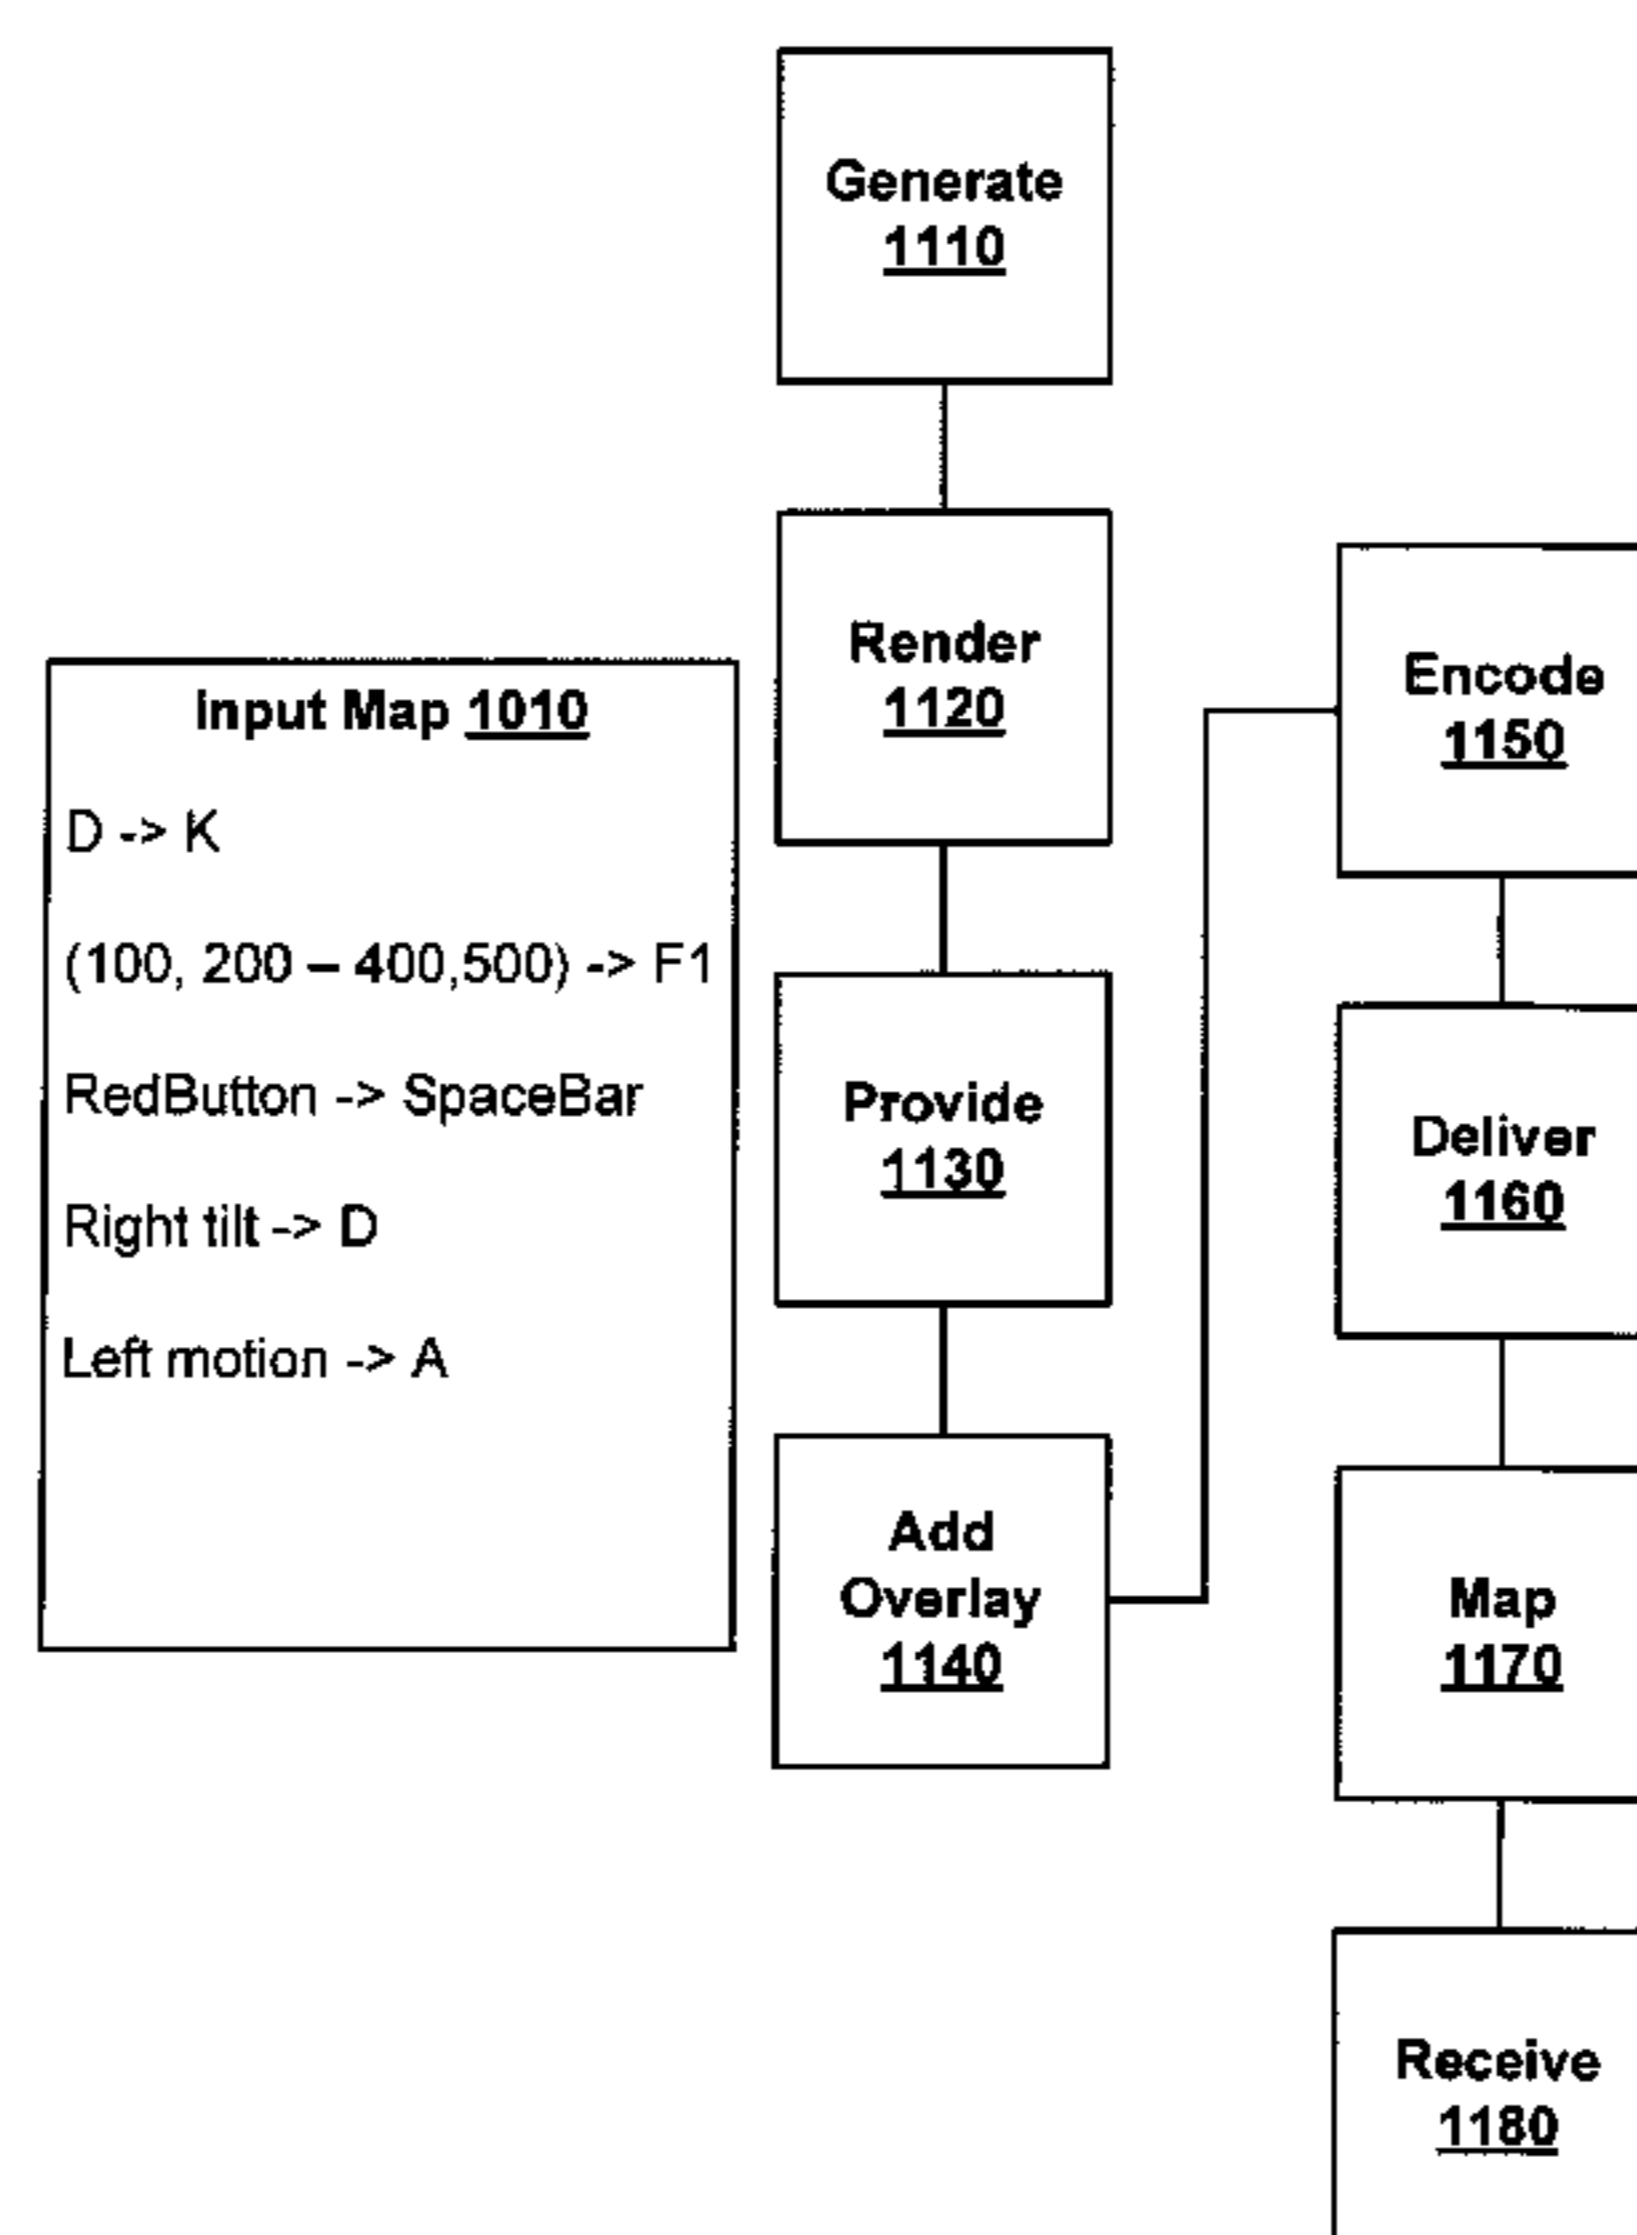 Generate
1110
Render
1120
Provide
1130
Add
Overlay
1140
Input Map 1010
D -> K
(100, 200 – 400,500) -> F1
RedButton -> SpaceBar
Right tilt -> D
Left motion -> A
Encode
1150
Deliver
1160
Map
1170
Receive
1180